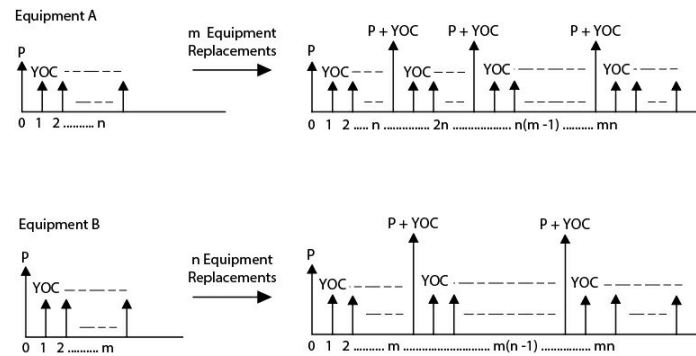 Equipment A
P
YOC
0 1 2 .......... n
m Equipment
Replacements
P
YOC
P + YOC
YOC
P + YOC
YOC
P + YOC
YOC
0 1 2 ..... n ............... 2n ................... n(m -1) .......... mn
Equipment B
P
YOC
0 1 2 .......... m
n Equipment
Replacements
P
YOC
P + YOC
YOC
P + YOC
YOC
0 1 2 .......... m ............................. m(n -1) .......... mn